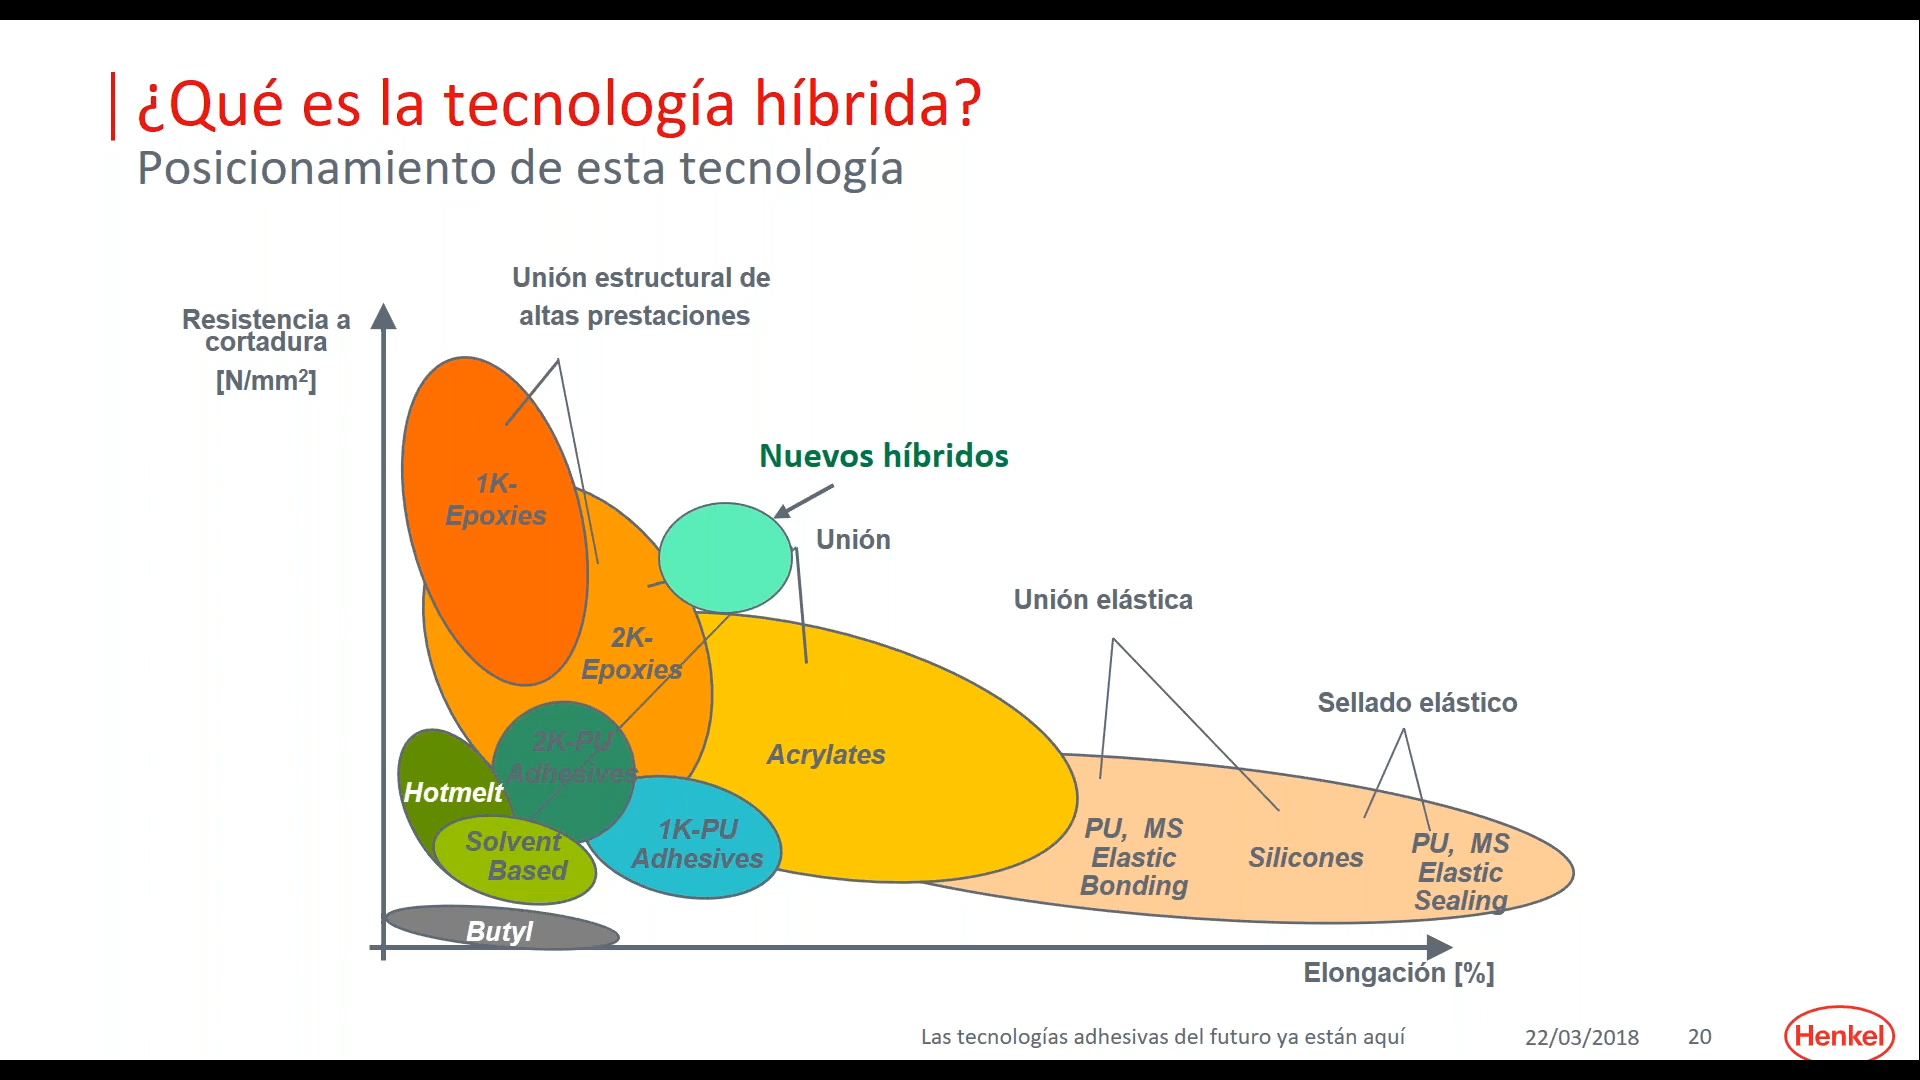 ¿Qué es la tecnología híbrida?
Posicionamiento de esta tecnología
Unión estructural de
altas prestaciones
Resistencia a
cortadura
[N/mm²]
Nuevos híbridos
1K-
Epoxies
Unión
Unión elástica
2K-
Epoxies
Sellado elástico
2K-PU
Adhesives
Acrylates
Hotmelt
Solvent
Based
1K-PU
Adhesives
PU, MS
Elastic
Bonding
Silicones
PU, MS
Elastic
Sealing
Butyl
Elongación [%]
Las tecnologías adhesivas del futuro ya están aquí
22/03/2018
20
Henkel